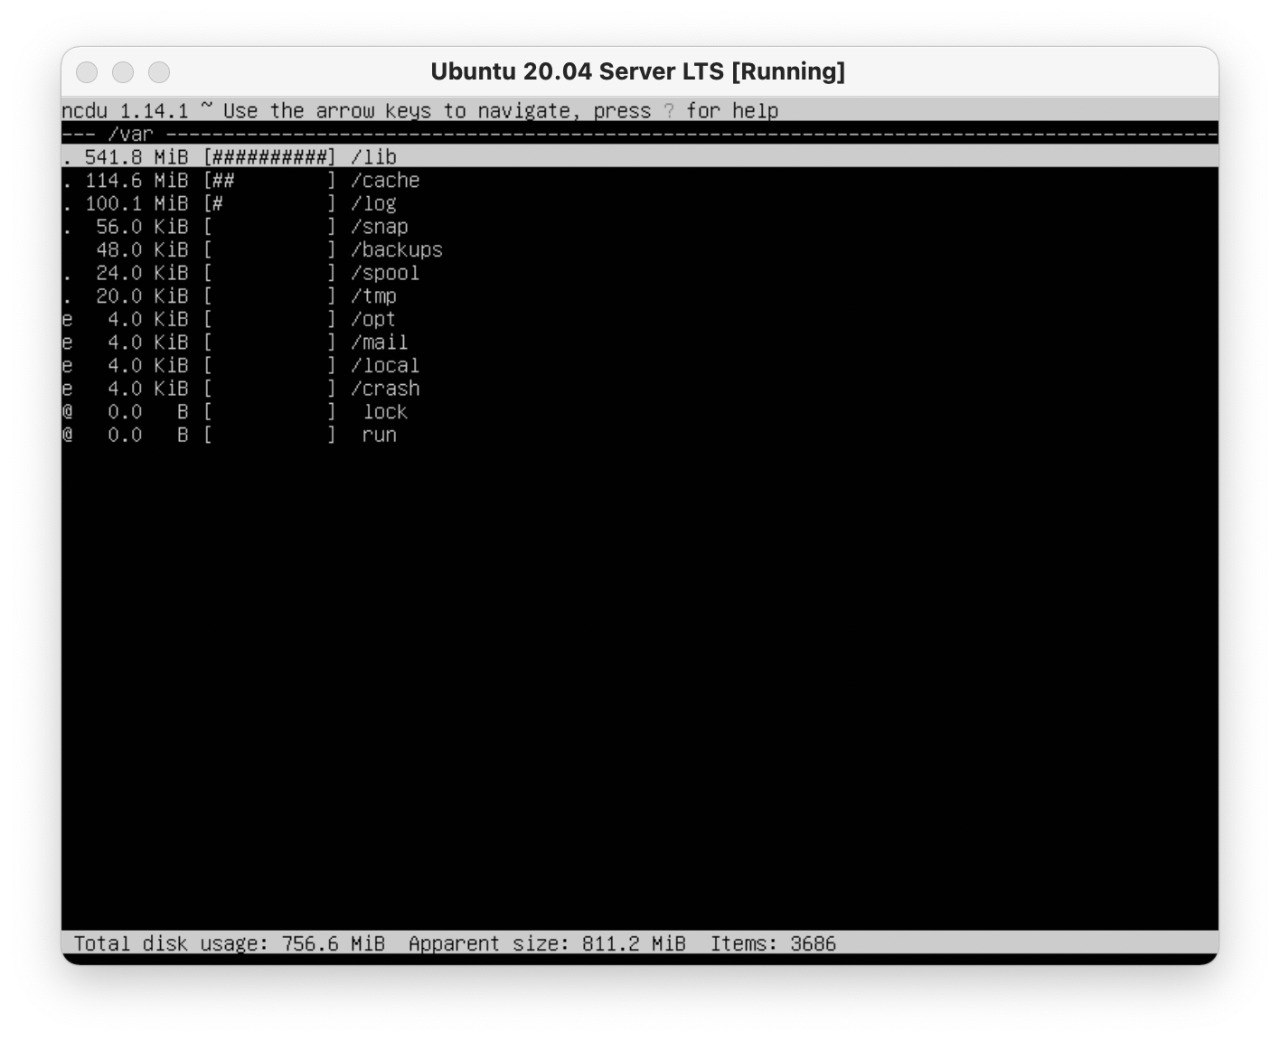 Ubuntu 20.04 Server LTS [Running]
ncdu 1.14.1 ~ Use the arrow keys to navigate, press ? for help
--- /var ----------------------------------------------------------------------------------------
. 541.8 MiB [##########] /lib
. 114.6 MiB [##        ] /cache
. 100.1 MiB [#         ] /log
.  56.0 KiB [          ] /snap
   48.0 KiB [          ] /backups
.  24.0 KiB [          ] /spool
.  20.0 KiB [          ] /tmp
e   4.0 KiB [          ] /opt
e   4.0 KiB [          ] /mail
e   4.0 KiB [          ] /local
e   4.0 KiB [          ] /crash
@   0.0   B [          ]  lock
@   0.0   B [          ]  run
Total disk usage: 756.6 MiB  Apparent size: 811.2 MiB  Items: 3686